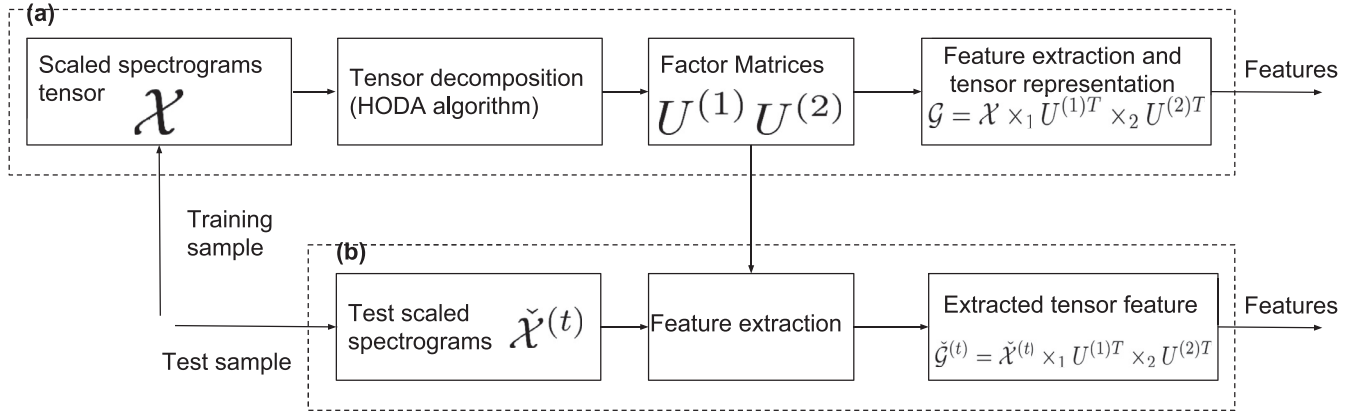 (a)
Scaled spectrograms
tensor
𝒳
Tensor decomposition
(HODA algorithm)
Factor Matrices
U⁽¹⁾ U⁽²⁾
Feature extraction and
tensor representation
𝒢 = 𝒳 ×₁ U⁽¹⁾ᵀ ×₂ U⁽²⁾ᵀ
Features
Training
sample
(b)
Test sample
Test scaled
spectrograms 𝒳̌⁽ᵗ⁾
Feature extraction
Extracted tensor feature
𝒢̌⁽ᵗ⁾ = 𝒳̌⁽ᵗ⁾ ×₁ U⁽¹⁾ᵀ ×₂ U⁽²⁾ᵀ
Features